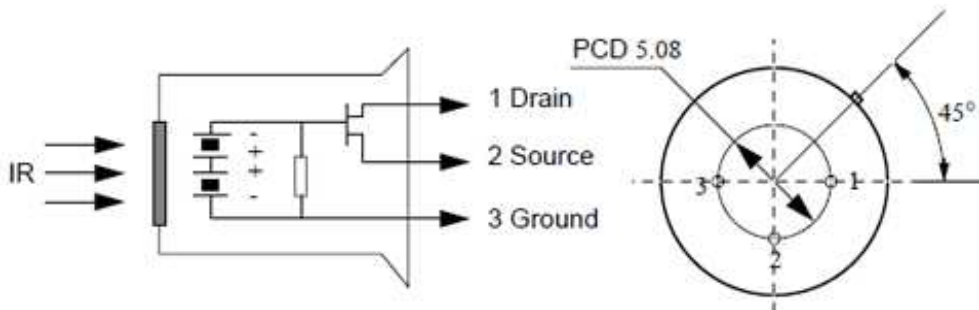 IR
-
+
+
-
1 Drain
2 Source
3 Ground
PCD 5.08
45°
3
1
2